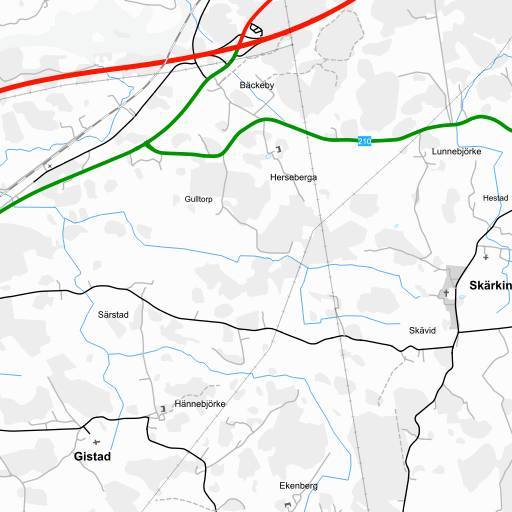 Bäckeby
210
Lunnebjörke
Herseberga
Gulltorp
Hestad
Skärkin
Särstad
Skävid
Hännebjörke
Gistad
Ekenberg